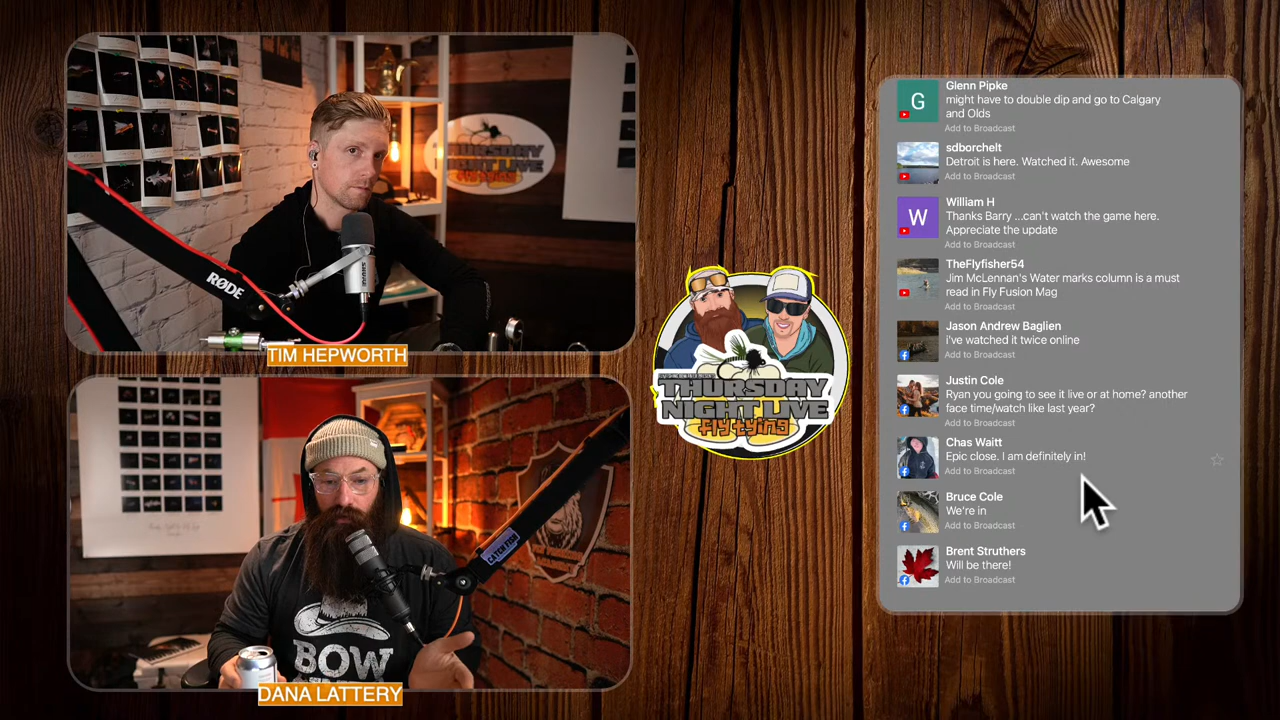 THURSDAY
NIGHT LIVE
RØDE
TIM HEPWORTH
CATCH FISH
BOW
DANA LATTERY
THURSDAY
NIGHT LIVE
fly tying
Glenn Pipke
might have to double dip and go to Calgary
and Olds
Add to Broadcast
sdborchelt
Detroit is here. Watched it. Awesome
Add to Broadcast
W
William H
Thanks Barry ...can't watch the game here.
Appreciate the update
Add to Broadcast
TheFlyfisher54
Jim McLennan's Water marks column is a must
read in Fly Fusion Mag
Add to Broadcast
Jason Andrew Baglien
i've watched it twice online
Add to Broadcast
Justin Cole
Ryan you going to see it live or at home? another
face time/watch like last year?
Add to Broadcast
Chas Waitt
Epic close. I am definitely in!
Add to Broadcast
Bruce Cole
We're in
Add to Broadcast
Brent Struthers
Will be there!
Add to Broadcast